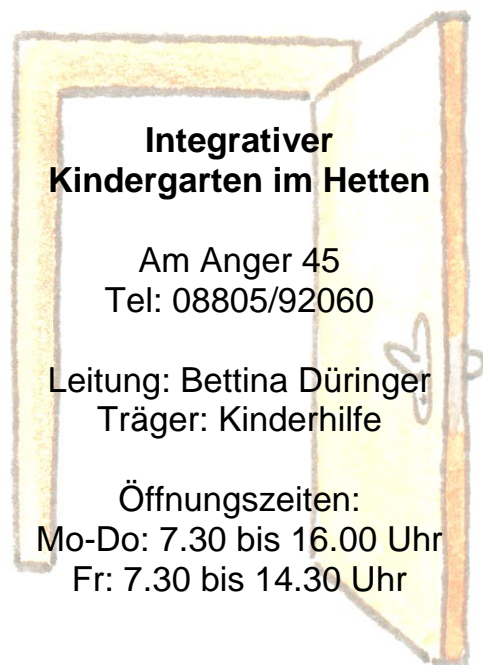 Integrativer
Kindergarten im Hetten
Am Anger 45
Tel: 08805/92060
Leitung: Bettina Düringer
Träger: Kinderhilfe
Öffnungszeiten:
Mo-Do: 7.30 bis 16.00 Uhr
Fr: 7.30 bis 14.30 Uhr